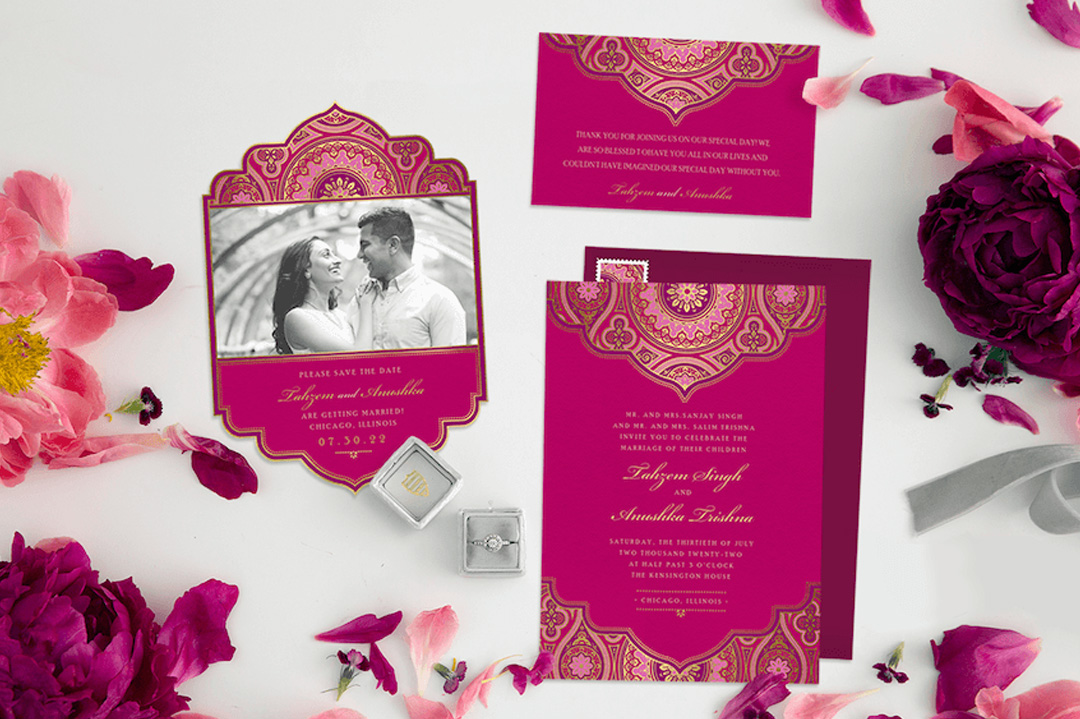 PLEASE SAVE THE DATE
Tahzem and Anushka
ARE GETTING MARRIED!
CHICAGO, ILLINOIS
07.30.22
THANK YOU FOR JOINING US ON OUR SPECIAL DAY! WE
ARE SO BLESSED TO HAVE YOU ALL IN OUR LIVES AND
COULDN'T HAVE IMAGINED OUR SPECIAL DAY WITHOUT YOU.
Tahzem and Anushka
MR. AND MRS. SANJAY SINGH
AND MR. AND MRS. SALIM TRISHNA
INVITE YOU TO CELEBRATE THE
MARRIAGE OF THEIR CHILDREN
Tahzem Singh
AND
Anushka Trishna
SATURDAY, THE THIRTIETH OF JULY
TWO THOUSAND TWENTY-TWO
AT HALF PAST 3 O'CLOCK
THE KENSINGTON HOUSE
CHICAGO, ILLINOIS